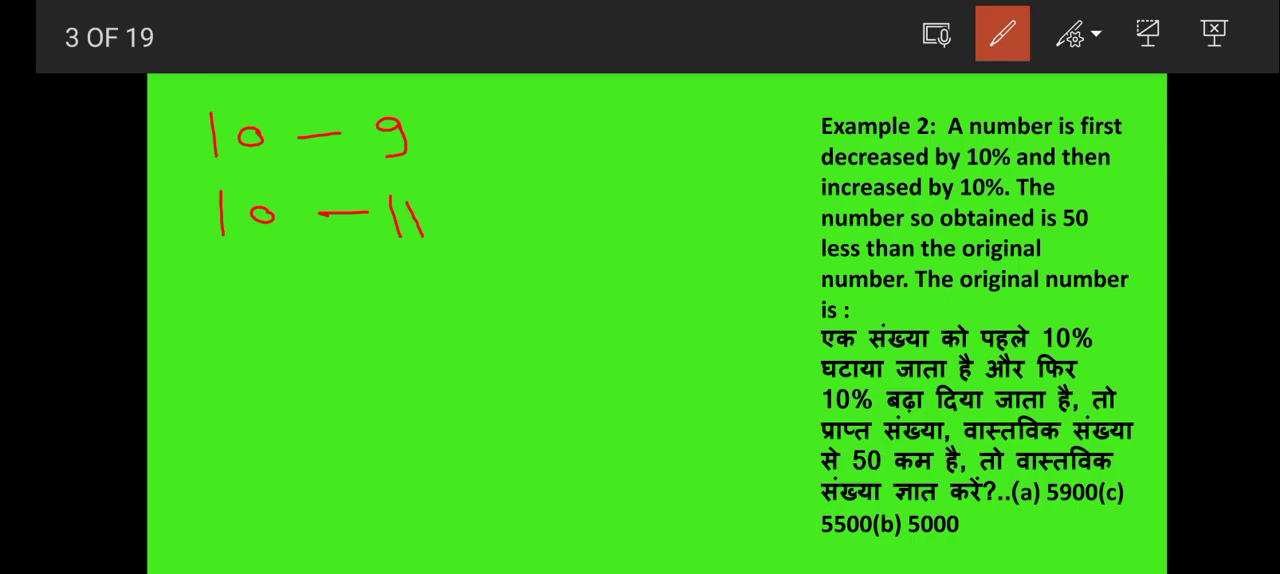 3 OF 19
10 — 9
10 — 11
Example 2: A number is first
decreased by 10% and then
increased by 10%. The
number so obtained is 50
less than the original
number. The original number
is :
एक संख्या को पहले 10%
घटाया जाता है और फिर
10% बढ़ा दिया जाता है, तो
प्राप्त संख्या, वास्तविक संख्या
से 50 कम है, तो वास्तविक
संख्या ज्ञात करें?..(a) 5900(c)
5500(b) 5000